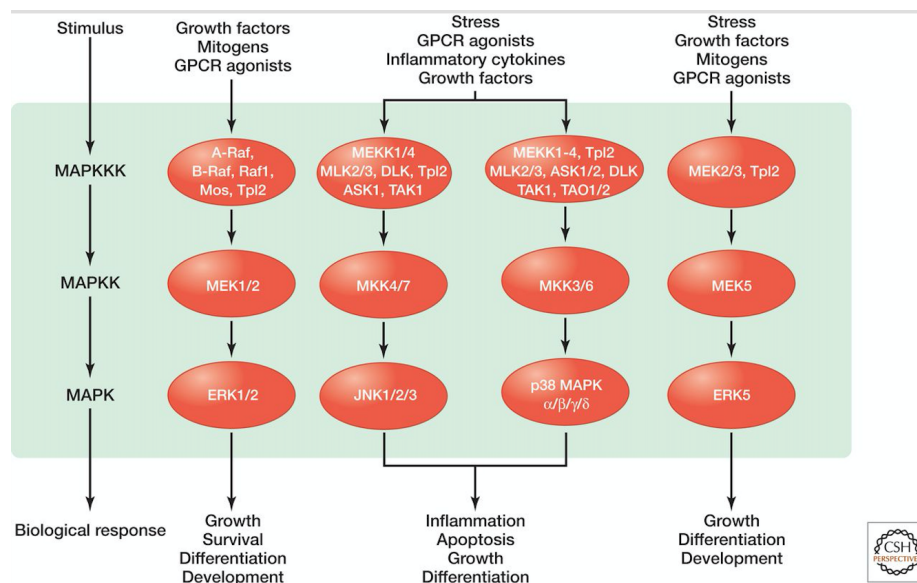 Stimulus
Growth factors
Mitogens
GPCR agonists
Stress
GPCR agonists
Inflammatory cytokines
Growth factors
Stress
Growth factors
Mitogens
GPCR agonists
MAPKKK
A-Raf,
B-Raf, Raf1,
Mos, Tpl2
MEKK1/4
MLK2/3, DLK, Tpl2
ASK1, TAK1
MEKK1-4, Tpl2
MLK2/3, ASK1/2, DLK
TAK1, TAO1/2
MEK2/3, Tpl2
MAPKK
MEK1/2
MKK4/7
MKK3/6
MEK5
MAPK
ERK1/2
JNK1/2/3
p38 MAPK
α/β/γ/δ
ERK5
Biological response
Growth
Survival
Differentiation
Development
Inflammation
Apoptosis
Growth
Differentiation
Growth
Differentiation
Development
CSH
PERSPECTIVES